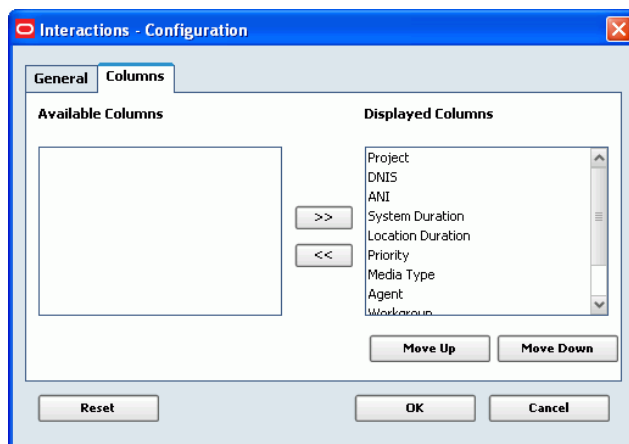 Interactions - Configuration
General
Columns
Available Columns
Displayed Columns
Project
DNIS
ANI
System Duration
Location Duration
Priority
Media Type
Agent
Workgroup
>>
<<
Move Up
Move Down
Reset
OK
Cancel